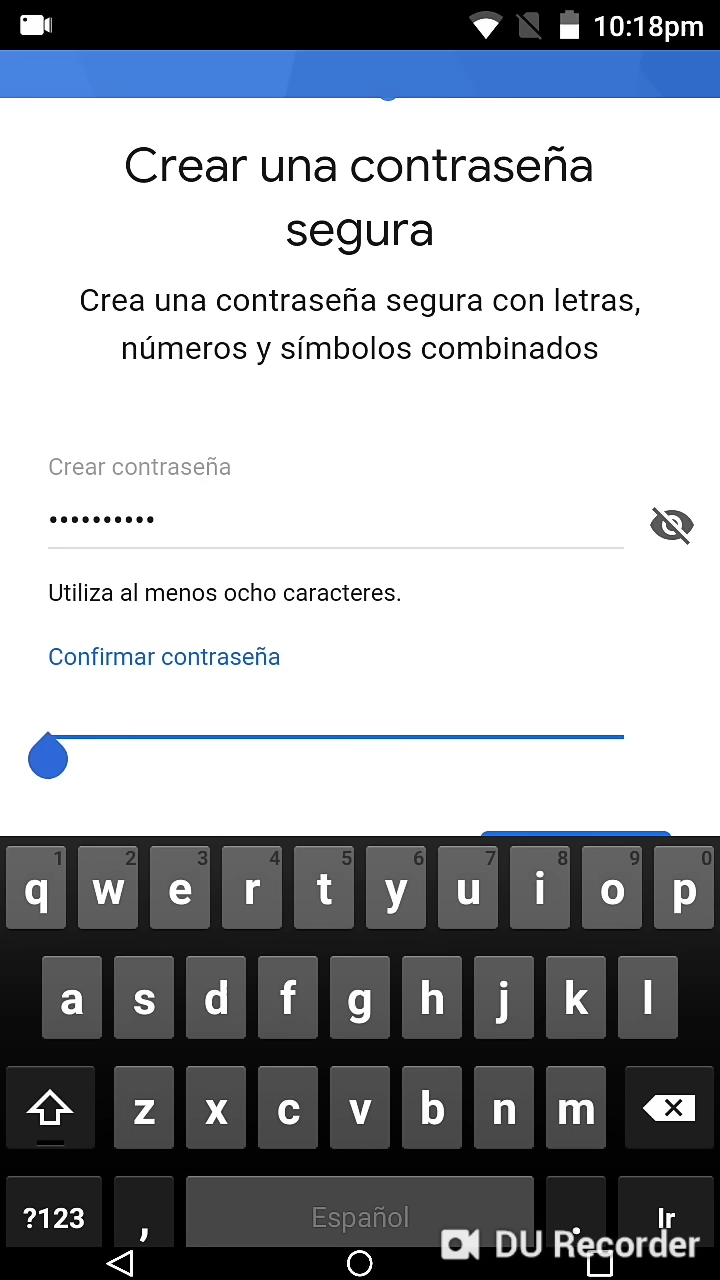 10:18pm
Crear una contraseña
segura
Crea una contraseña segura con letras,
números y símbolos combinados
Crear contraseña
••••••••••
Utiliza al menos ocho caracteres.
Confirmar contraseña
1 2 3 4 5 6 7 8 9 0
q w e r t y u i o p
a s d f g h j k l
z x c v b n m
?123 , Español . Ir
DU Recorder